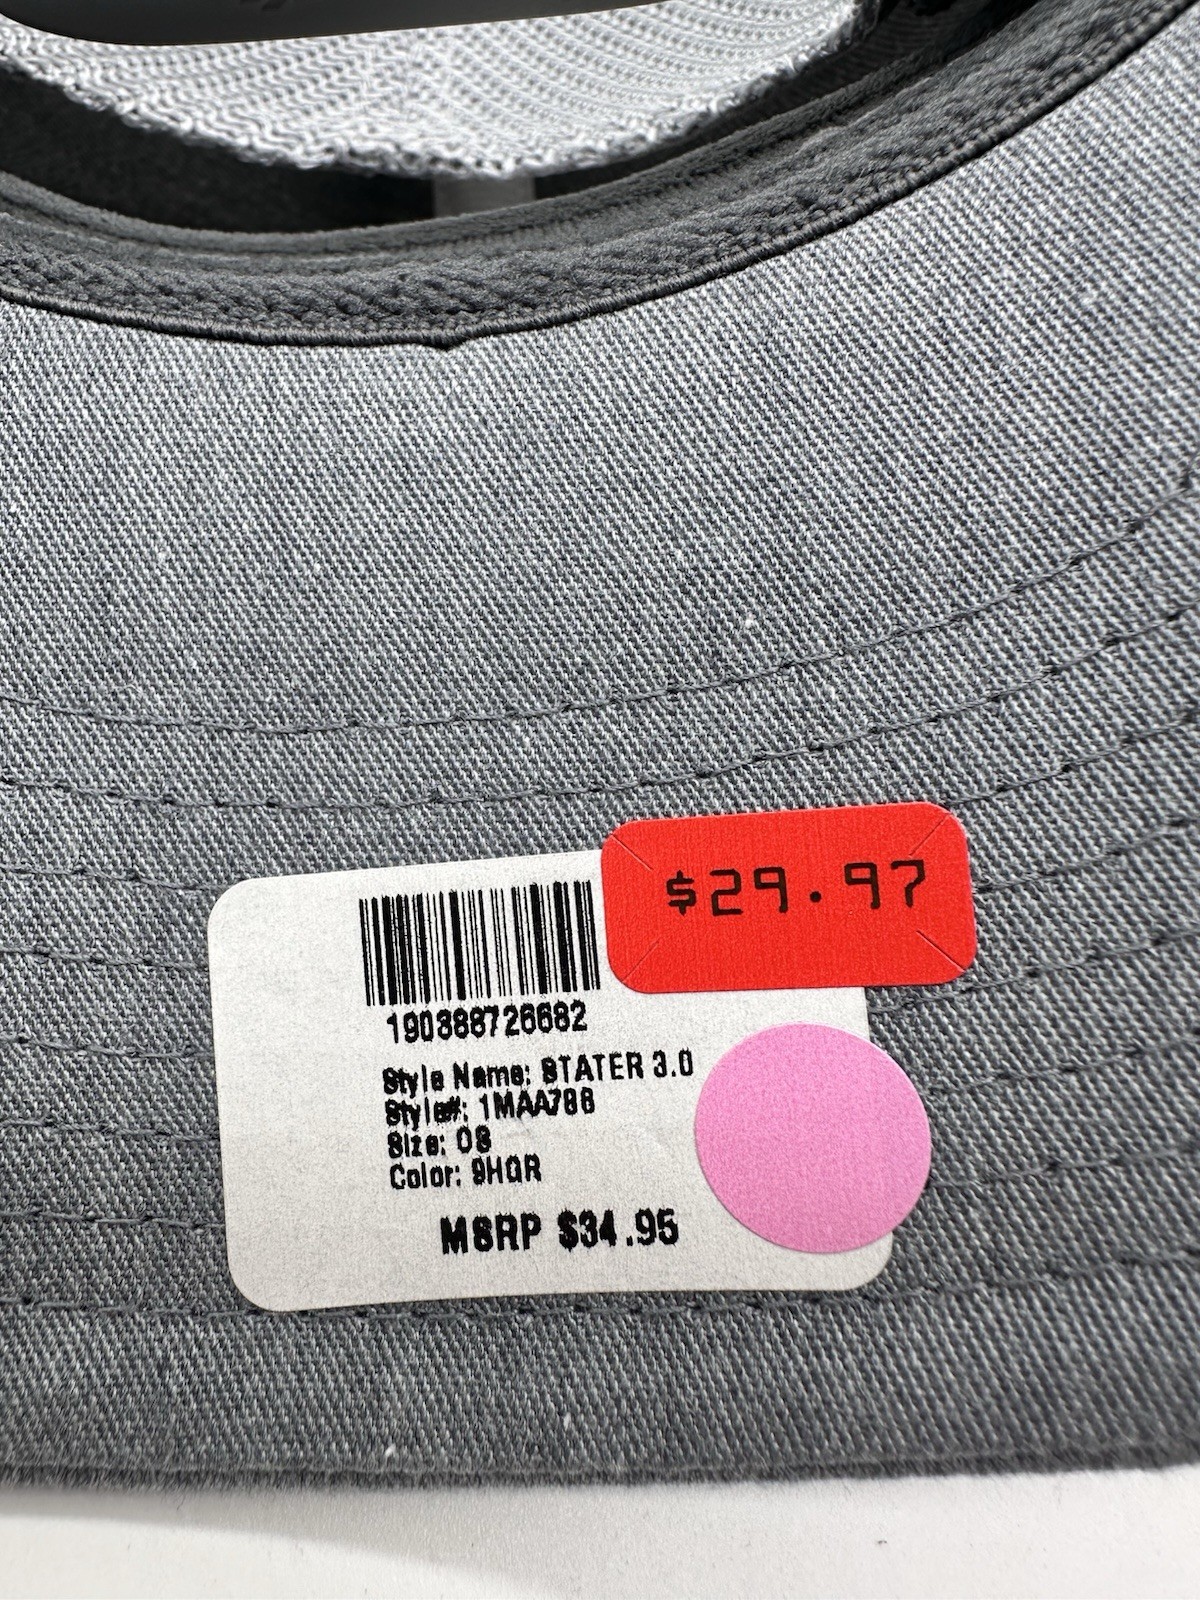 $29.97
190388726682
Style Name: STATER 3.0
Style#: 1MAA786
Size: OS
Color: 9HGR
MSRP $34.95